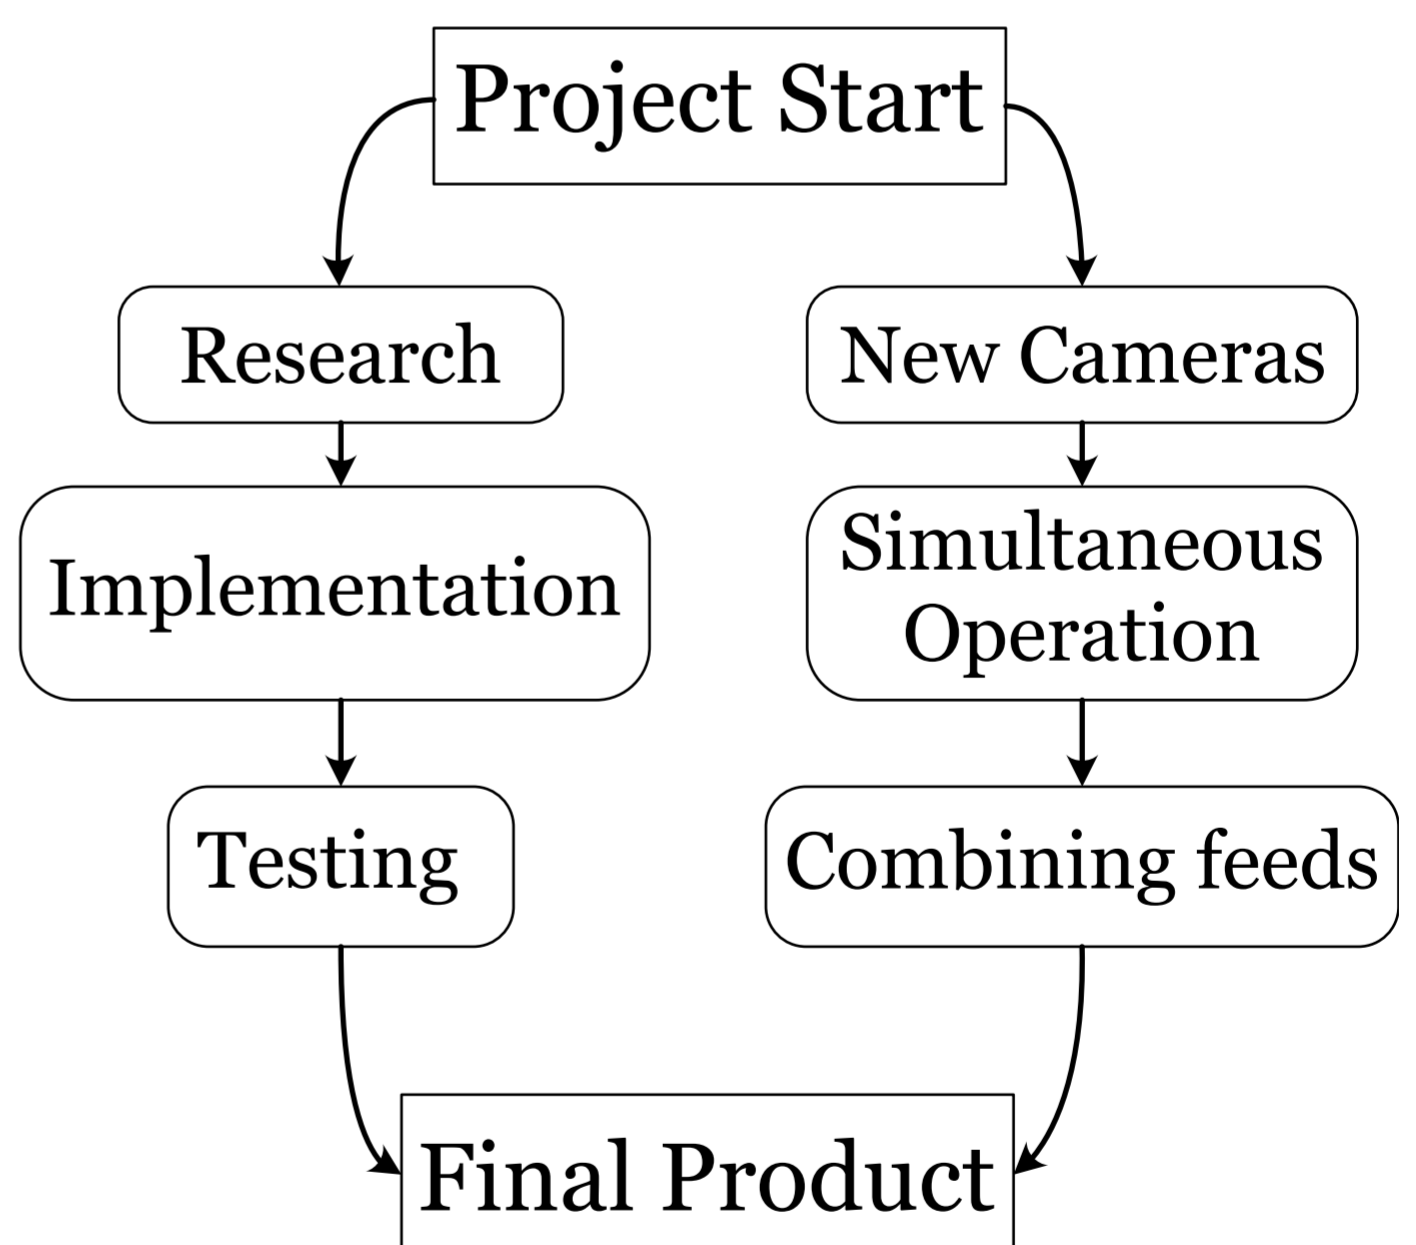 Project Start
Research
New Cameras
Implementation
Simultaneous
Operation
Testing
Combining feeds
Final Product